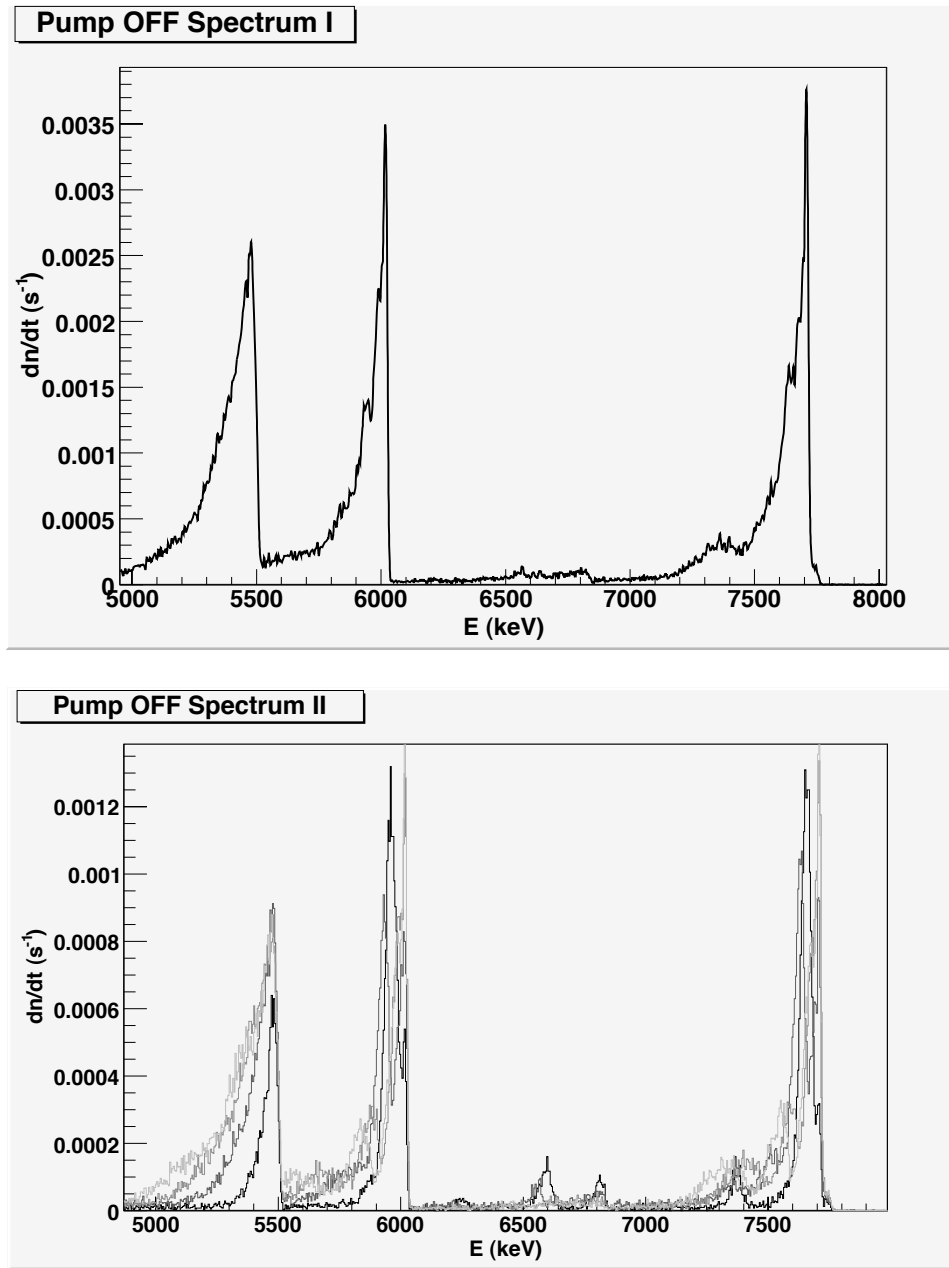 Pump OFF Spectrum I
0.0035
0.003
0.0025
0.002
0.0015
0.001
0.0005
0
dn/dt (s-1)
5000 5500 6000 6500 7000 7500 8000
E (keV)
Pump OFF Spectrum II
0.0012
0.001
0.0008
0.0006
0.0004
0.0002
0
dn/dt (s-1)
5000 5500 6000 6500 7000 7500
E (keV)